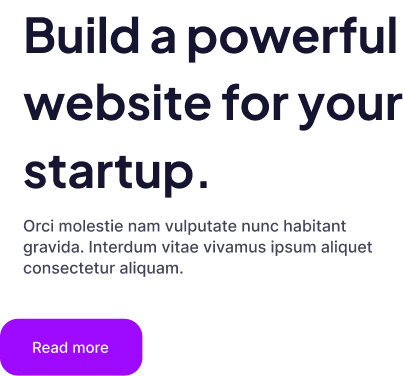 Build a powerful
website for your
startup.
Orci molestie nam vulputate nunc habitant
gravida. Interdum vitae vivamus ipsum aliquet
consectetur aliquam.
Read more